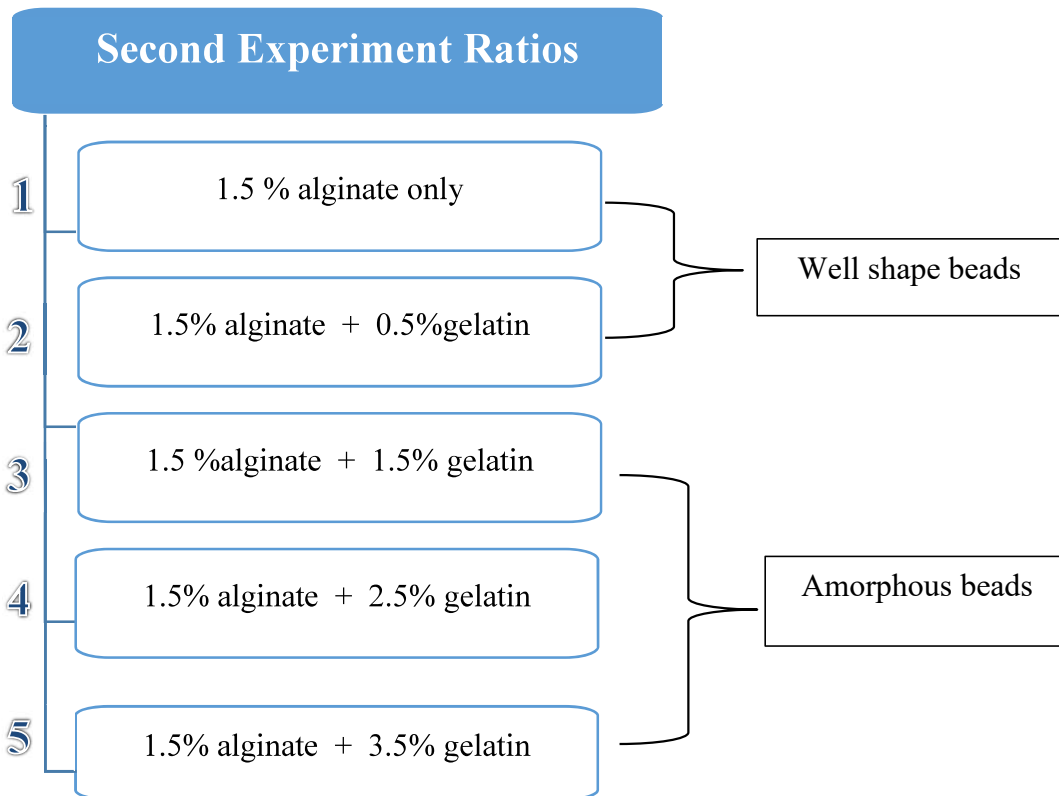 Second Experiment Ratios
1
1.5 % alginate only
2
1.5% alginate + 0.5%gelatin
Well shape beads
3
1.5 %alginate + 1.5% gelatin
4
1.5% alginate + 2.5% gelatin
Amorphous beads
5
1.5% alginate + 3.5% gelatin